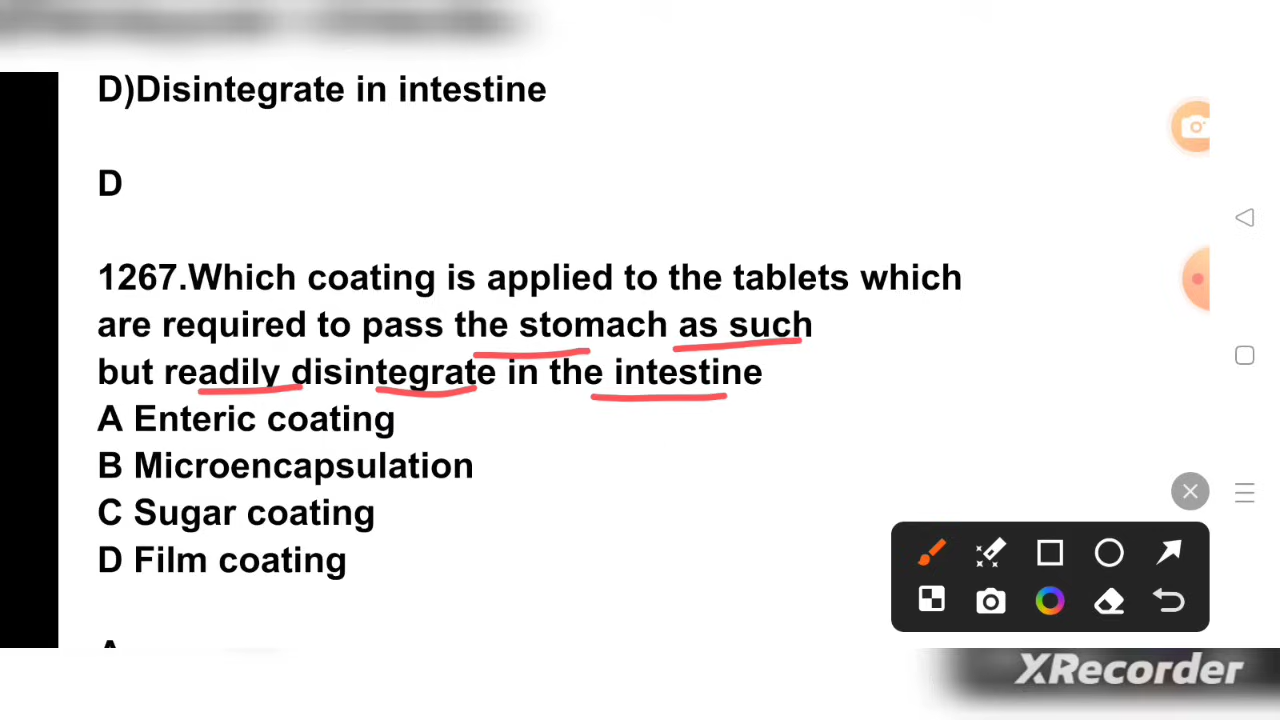 D)Disintegrate in intestine
D
1267.Which coating is applied to the tablets which
are required to pass the stomach as such
but readily disintegrate in the intestine
A Enteric coating
B Microencapsulation
C Sugar coating
D Film coating
XRecorder